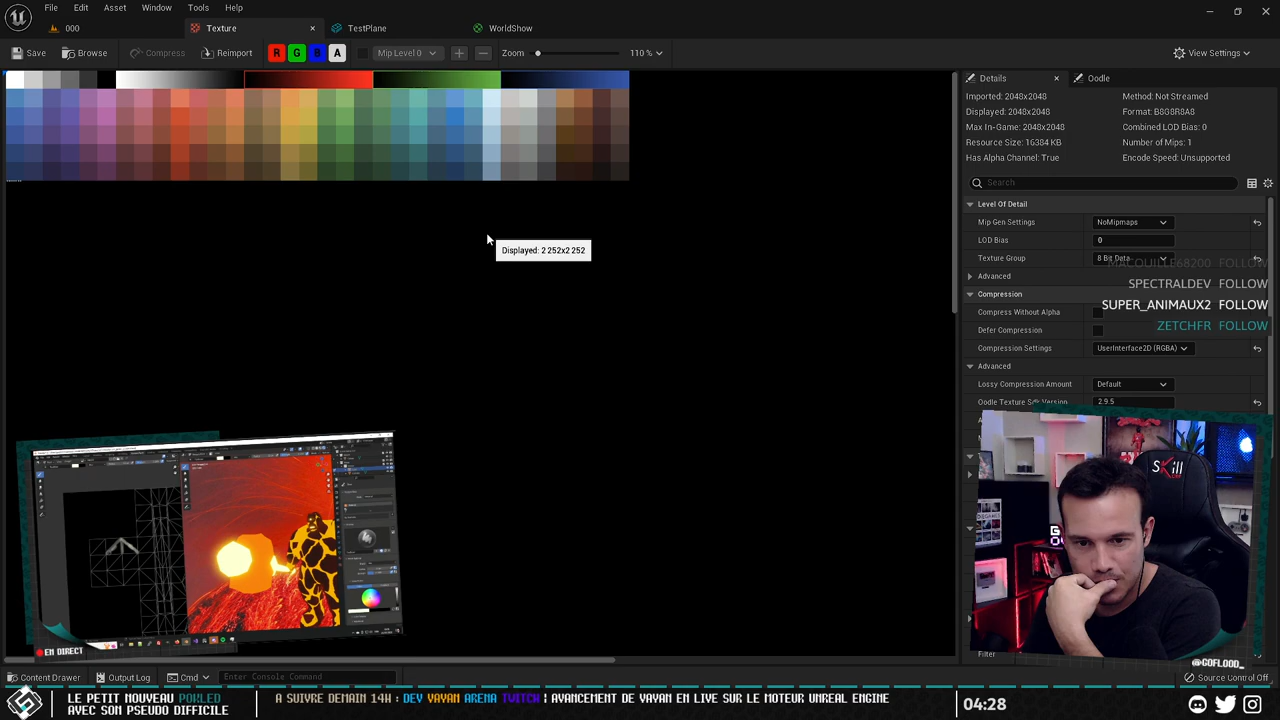 File Edit Asset Window Tools Help
000 Texture TestPlane WorldShow
Save Browse Compress Reimport R G B A Mip Level 0 Zoom 110 % View Settings
Details Oodle
Imported: 2048x2048 Method: Not Streamed
Displayed: 2048x2048 Format: B8G8R8A8
Max In-Game: 2048x2048 Combined LOD Bias: 0
Resource Size: 16384 KB Number of Mips: 1
Has Alpha Channel: True Encode Speed: Unsupported
Search
Level Of Detail
Mip Gen Settings NoMipmaps
LOD Bias 0
Texture Group 8 Bit Data
MACOUILLE68200 FOLLOW
Advanced
SPECTRALDEV FOLLOW
Compression
SUPER_ANIMAUX2 FOLLOW
Compress Without Alpha
ZETCHFR FOLLOW
Defer Compression
Compression Settings UserInterface2D (RGBA)
Advanced
Lossy Compression Amount Default
Oodle Texture Sdk Version 2.9.5
Displayed: 2 252x2 252
SKILL
EN DIRECT
Filter
@GOFLOOD_
Content Drawer Output Log Cmd Enter Console Command Source Control Off
LE PETIT NOUVEAU POKLED
AVEC SON PSEUDO DIFFICILE
A SUIVRE DEMAIN 14H : DEV YAYAN ARENA TWITCH | AVANCEMENT DE YAYAN EN LIVE SUR LE MOTEUR UNREAL ENGINE
04:28